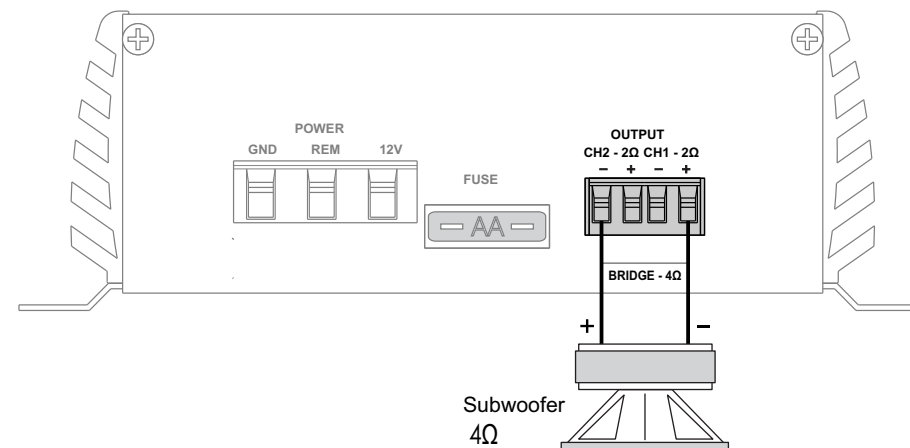 POWER
GND REM 12V
FUSE
AA
OUTPUT
CH2 - 2Ω CH1 - 2Ω
− + − +
BRIDGE - 4Ω
+ −
Subwoofer
4Ω